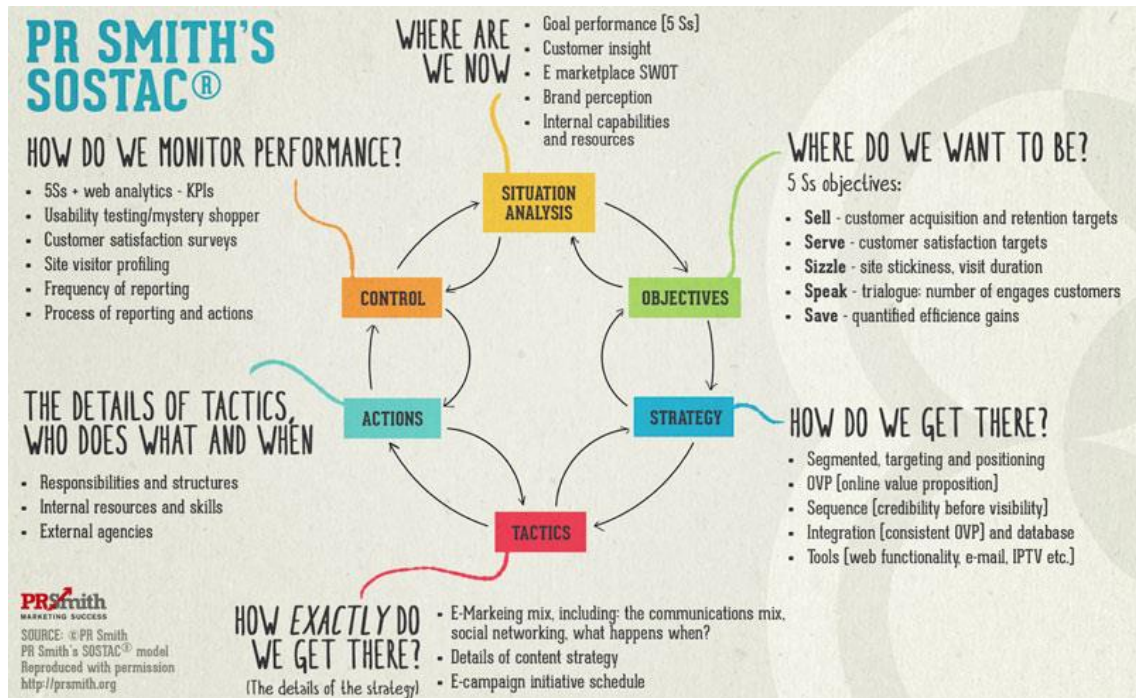 PR SMITH'S
SOSTAC®
WHERE ARE
WE NOW
• Goal performance [5 Ss]
• Customer insight
• E marketplace SWOT
• Brand perception
• Internal capabilities
and resources
HOW DO WE MONITOR PERFORMANCE?
• 5Ss + web analytics - KPIs
• Usability testing/mystery shopper
• Customer satisfaction surveys
• Site visitor profiling
• Frequency of reporting
• Process of reporting and actions
WHERE DO WE WANT TO BE?
5 Ss objectives:
• Sell - customer acquisition and retention targets
• Serve - customer satisfaction targets
• Sizzle - site stickiness, visit duration
• Speak - trialogue: number of engages customers
• Save - quantified efficience gains
SITUATION
ANALYSIS
CONTROL
OBJECTIVES
ACTIONS
STRATEGY
TACTICS
THE DETAILS OF TACTICS,
WHO DOES WHAT AND WHEN
• Responsibilities and structures
• Internal resources and skills
• External agencies
HOW DO WE GET THERE?
• Segmented, targeting and positioning
• OVP [online value proposition]
• Sequence [credibility before visibility]
• Integration [consistent OVP] and database
• Tools [web functionality, e-mail, IPTV etc.]
HOW EXACTLY DO
WE GET THERE?
[The details of the strategy]
• E-Markeing mix, including: the communications mix,
social networking, what happens when?
• Details of content strategy
• E-campaign initiative schedule
PRSmith
MARKETING SUCCESS
SOURCE: ©PR Smith
PR Smith's SOSTAC® model
Reproduced with permission
http://prsmith.org